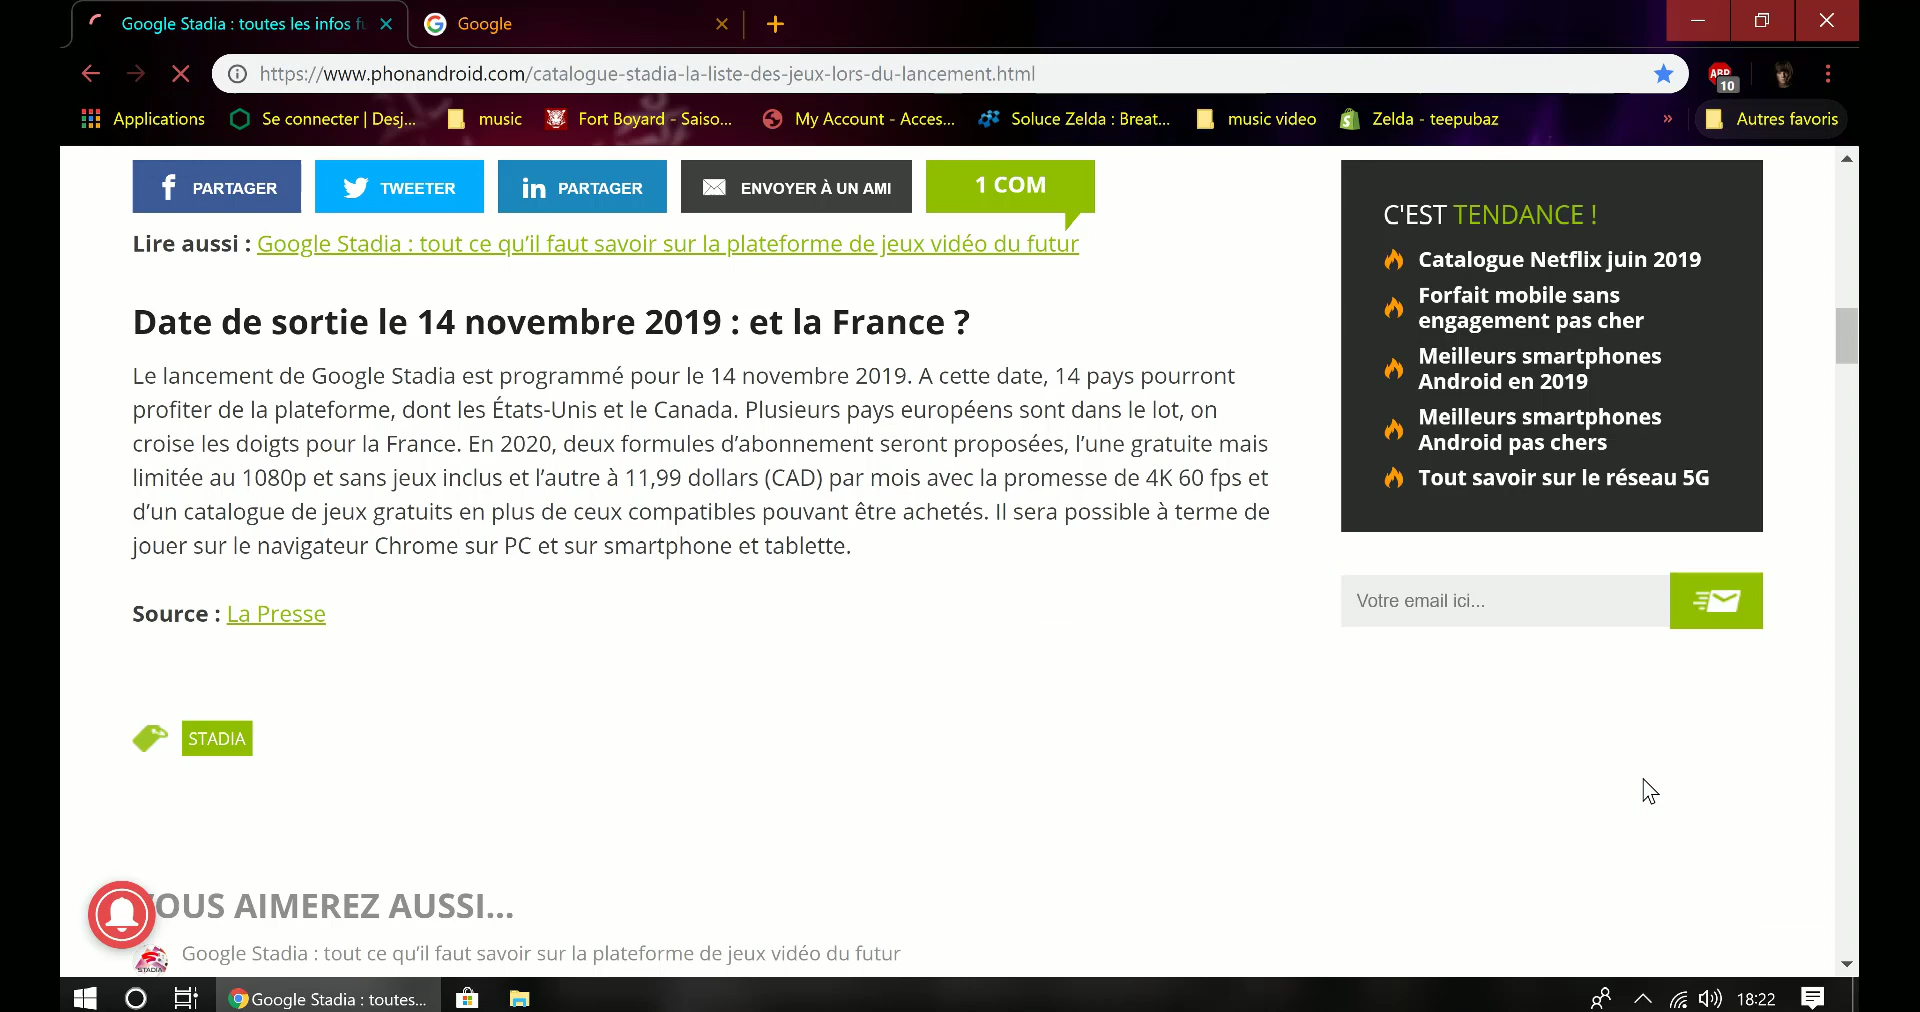 Google Stadia : toutes les infos
Google
https://www.phonandroid.com/catalogue-stadia-la-liste-des-jeux-lors-du-lancement.html
ABP
10
Applications
Se connecter | Desj...
music
Fort Boyard - Saiso...
My Account - Acces...
Soluce Zelda : Breat...
music video
Zelda - teepubaz
»
Autres favoris
PARTAGER
TWEETER
PARTAGER
ENVOYER À UN AMI
1 COM
Lire aussi : Google Stadia : tout ce qu’il faut savoir sur la plateforme de jeux vidéo du futur
Date de sortie le 14 novembre 2019 : et la France ?
Le lancement de Google Stadia est programmé pour le 14 novembre 2019. A cette date, 14 pays pourront
profiter de la plateforme, dont les États-Unis et le Canada. Plusieurs pays européens sont dans le lot, on
croise les doigts pour la France. En 2020, deux formules d’abonnement seront proposées, l’une gratuite mais
limitée au 1080p et sans jeux inclus et l’autre à 11,99 dollars (CAD) par mois avec la promesse de 4K 60 fps et
d’un catalogue de jeux gratuits en plus de ceux compatibles pouvant être achetés. Il sera possible à terme de
jouer sur le navigateur Chrome sur PC et sur smartphone et tablette.
Source : La Presse
STADIA
C'EST TENDANCE !
Catalogue Netflix juin 2019
Forfait mobile sans
engagement pas cher
Meilleurs smartphones
Android en 2019
Meilleurs smartphones
Android pas chers
Tout savoir sur le réseau 5G
Votre email ici...
VOUS AIMEREZ AUSSI...
STADIA
Google Stadia : tout ce qu’il faut savoir sur la plateforme de jeux vidéo du futur
Google Stadia : toutes...
18:22